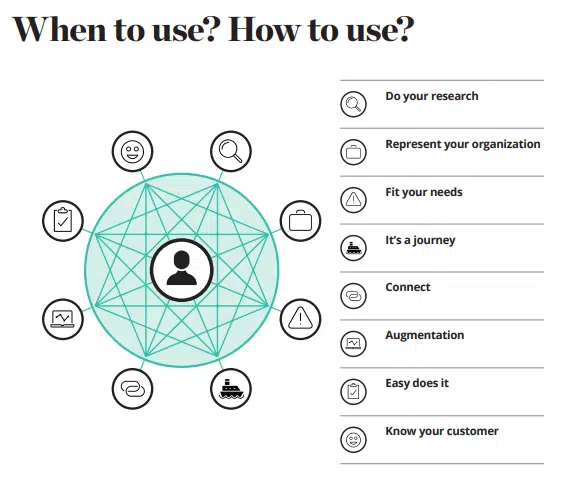 When to use? How to use?
Do your research
Represent your organization
Fit your needs
It's a journey
Connect
Augmentation
Easy does it
Know your customer